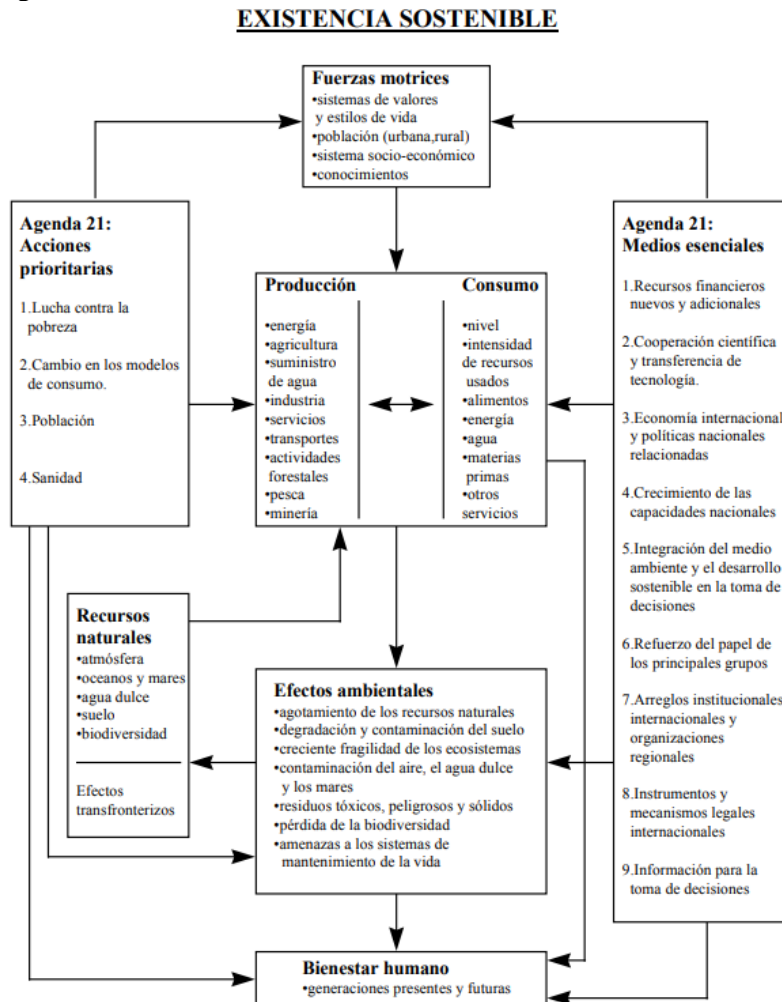 EXISTENCIA SOSTENIBLE
Fuerzas motrices
•sistemas de valores
y estilos de vida
•población (urbana,rural)
•sistema socio-económico
•conocimientos
Agenda 21:
Acciones
prioritarias
1.Lucha contra la
pobreza
2.Cambio en los modelos
de consumo.
3.Población
4.Sanidad
Producción
•energía
•agricultura
•suministro
de agua
•industria
•servicios
•transportes
•actividades
forestales
•pesca
•minería
Consumo
•nivel
•intensidad
de recursos
usados
•alimentos
•energía
•agua
•materias
primas
•otros
servicios
Agenda 21:
Medios esenciales
1.Recursos financieros
nuevos y adicionales
2.Cooperación científica
y transferencia de
tecnología.
3.Economía internacional
y políticas nacionales
relacionadas
4.Crecimiento de las
capacidades nacionales
5.Integración del medio
ambiente y el desarrollo
sostenible en la toma de
decisiones
6.Refuerzo del papel de
los principales grupos
7.Arreglos institucionales
internacionales y
organizaciones
regionales
8.Instrumentos y
mecanismos legales
internacionales
9.Información para la
toma de decisiones
Recursos
naturales
•atmósfera
•oceanos y mares
•agua dulce
•suelo
•biodiversidad
Efectos
transfronterizos
Efectos ambientales
•agotamiento de los recursos naturales
•degradación y contaminación del suelo
•creciente fragilidad de los ecosistemas
•contaminación del aire, el agua dulce
y los mares
•residuos tóxicos, peligrosos y sólidos
•pérdida de la biodiversidad
•amenazas a los sistemas de
mantenimiento de la vida
Bienestar humano
•generaciones presentes y futuras